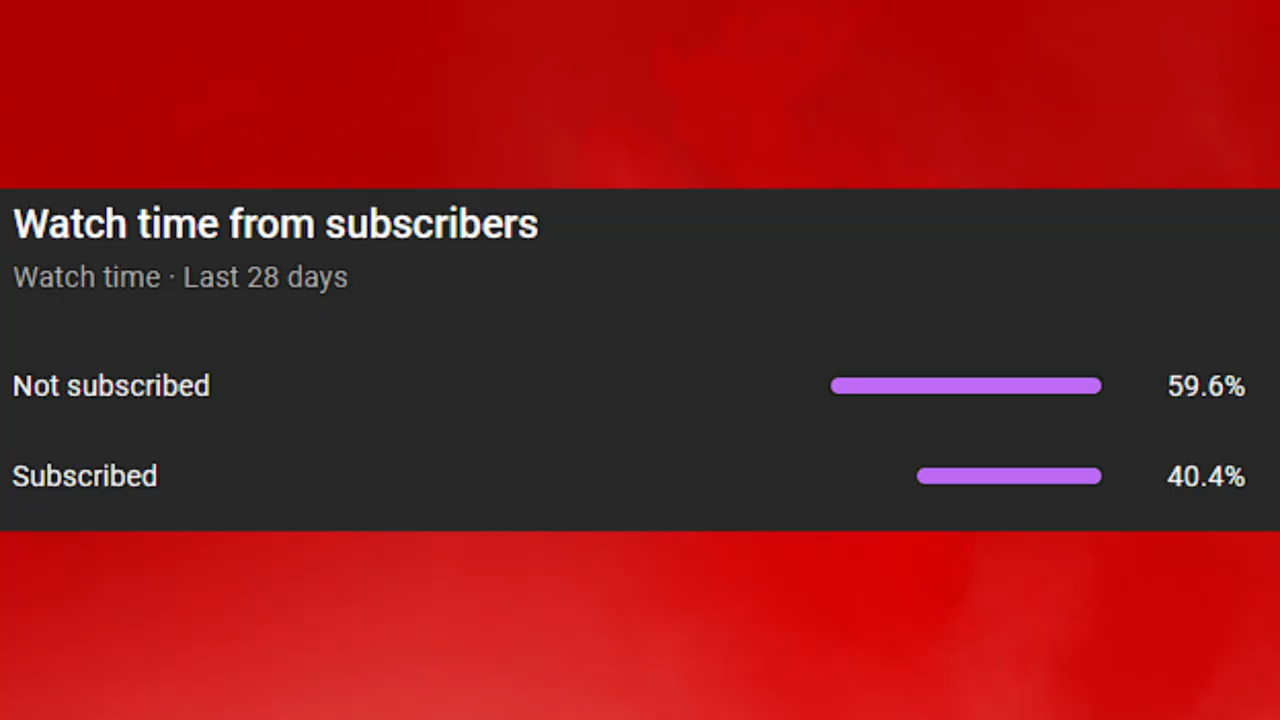 Watch time from subscribers
Watch time · Last 28 days
Not subscribed 59.6%
Subscribed 40.4%